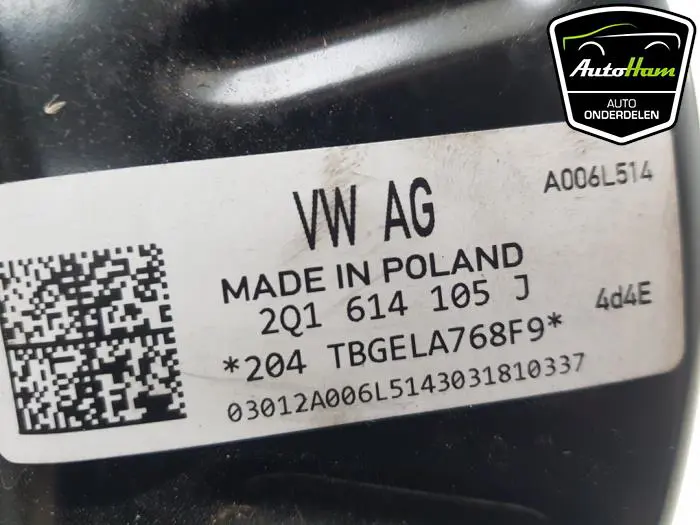 AutoHam
AUTO
ONDERDELEN
A006L514
VW AG
MADE IN POLAND
2Q1 614 105 J
4d4E
*204 TBGELA768F9*
03012A006L5143031810337